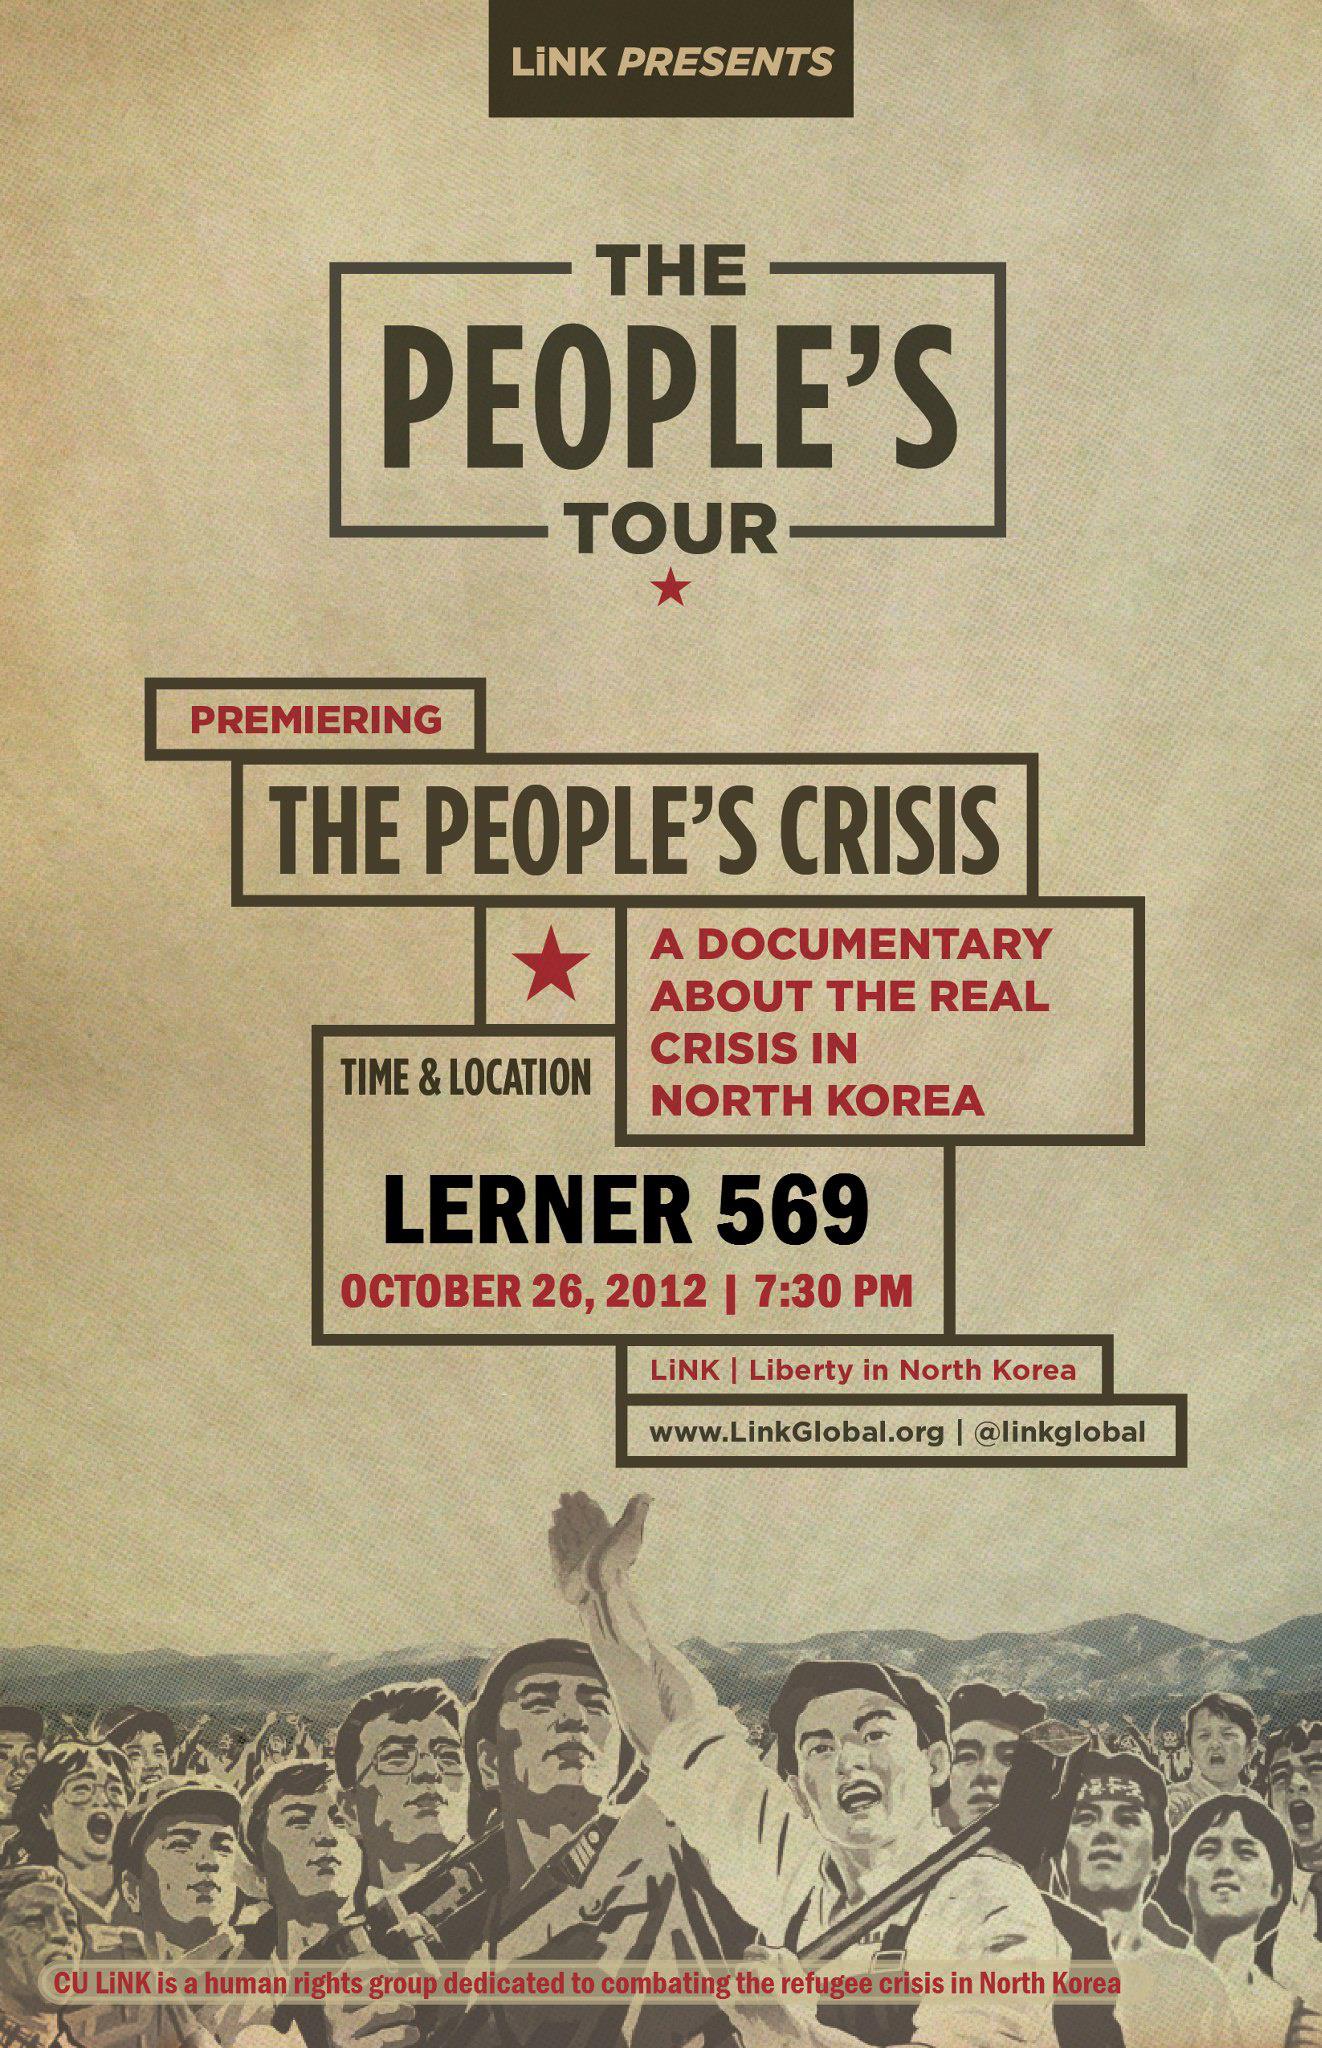 LiNK PRESENTS
THE
PEOPLE'S
TOUR
PREMIERING
THE PEOPLE'S CRISIS
A DOCUMENTARY
ABOUT THE REAL
CRISIS IN
NORTH KOREA
TIME & LOCATION
LERNER 569
OCTOBER 26, 2012 | 7:30 PM
LiNK | Liberty in North Korea
www.LinkGlobal.org | @linkglobal
CU LiNK is a human rights group dedicated to combating the refugee crisis in North Korea